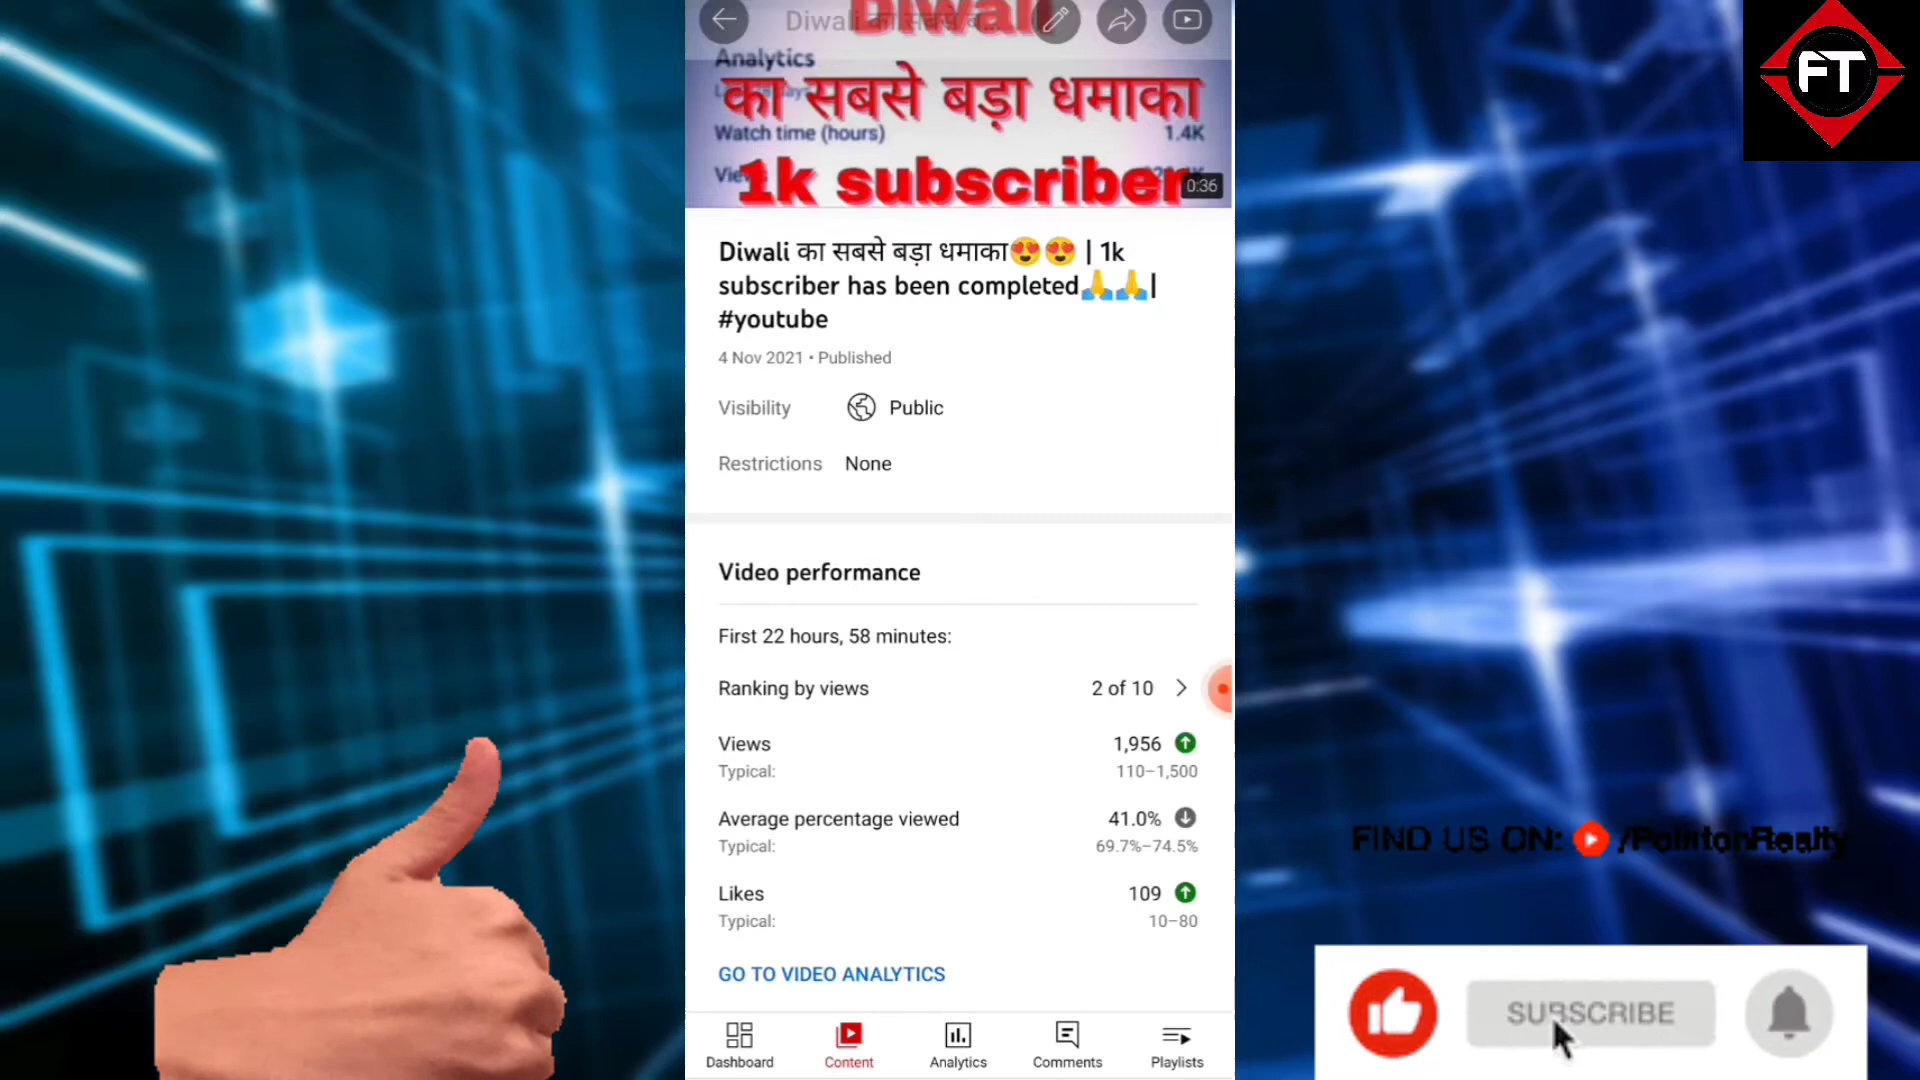 Diwali का सबसे ब...
Diwali
Analytics
का सबसे बड़ा धमाका
Watch time (hours) 1.4K
1k subscriber
0:36
Diwali का सबसे बड़ा धमाका😍😍 | 1k
subscriber has been completed🙏🙏|
#youtube
4 Nov 2021 • Published
Visibility Public
Restrictions None
Video performance
First 22 hours, 58 minutes:
Ranking by views 2 of 10
Views 1,956
Typical: 110–1,500
Average percentage viewed 41.0%
Typical: 69.7%–74.5%
Likes 109
Typical: 10–80
GO TO VIDEO ANALYTICS
Dashboard Content Analytics Comments Playlists
FT
FIND US ON: /PointonRealty
SUBSCRIBE